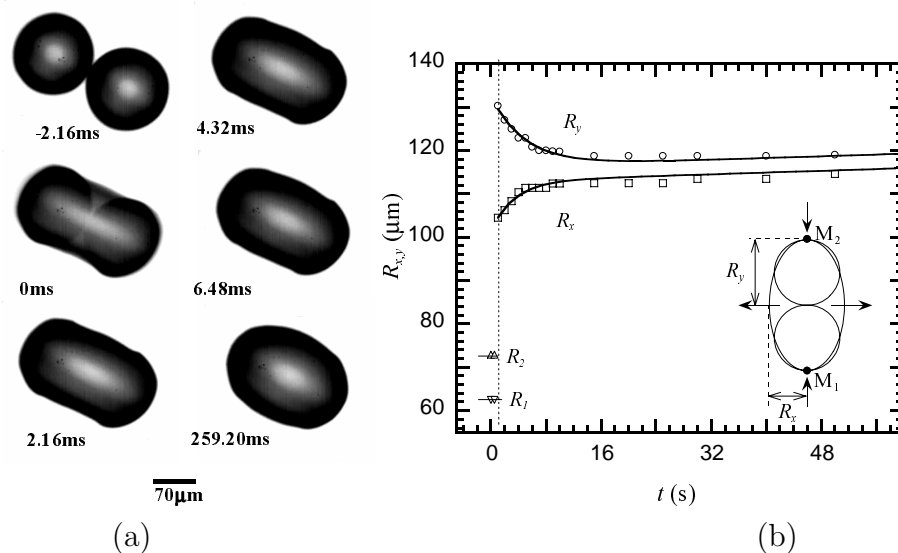 -2.16ms
4.32ms
0ms
6.48ms
2.16ms
259.20ms
70μm
(a)
140
120
100
80
60
R_{x,y} (μm)
R_y
R_x
R_2
R_1
M_2
R_y
M_1
R_x
0 16 32 48
t (s)
(b)